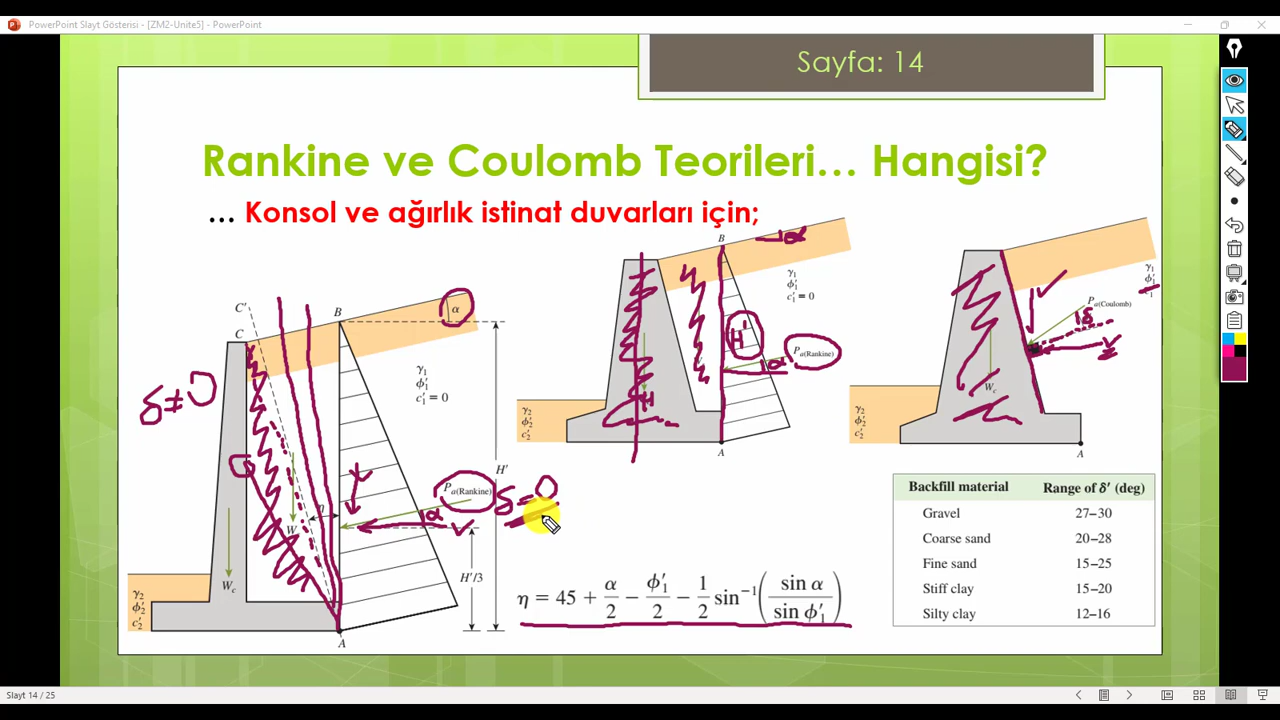 PowerPoint Slayt Gösterisi - [ZM2-Unite5] - PowerPoint
Sayfa: 14
Rankine ve Coulomb Teorileri... Hangisi?
... Konsol ve ağırlık istinat duvarları için;
C'
C
B
α
γ₁
ϕ'₁
c'₁ = 0
δ≠0
H'
Pa(Rankine)
α
δ=0
η
W
Wc
H'/3
γ₂
ϕ'₂
c'₂
A
B
α
γ₁
ϕ'₁
c'₁ = 0
H'
Pa(Rankine)
α
γ₂
ϕ'₂
c'₂
A
γ₁
ϕ'₁
c'₁
Pa(Coulomb)
δ
Wc
γ₂
ϕ'₂
c'₂
A
η = 45 + α/2 − ϕ'₁/2 − 1/2 sin⁻¹(sin α / sin ϕ'₁)
Backfill material Range of δ′ (deg)
Gravel 27–30
Coarse sand 20–28
Fine sand 15–25
Stiff clay 15–20
Silty clay 12–16
Slayt 14 / 25